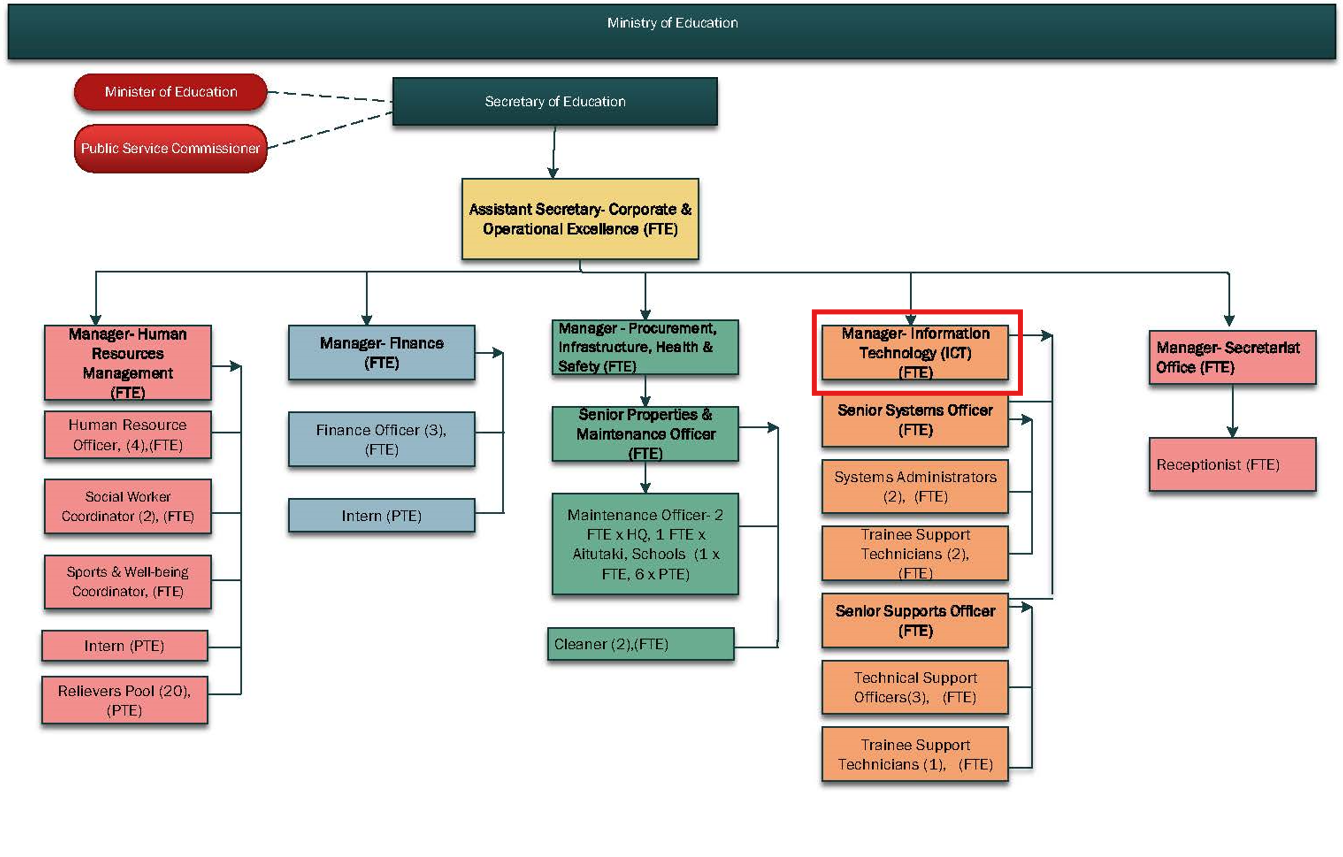 Ministry of Education
Minister of Education
Secretary of Education
Public Service Commissioner
Assistant Secretary- Corporate &
Operational Excellence (FTE)
Manager- Human
Resources
Management
(FTE)
Human Resource
Officer, (4),(FTE)
Social Worker
Coordinator (2), (FTE)
Sports & Well-being
Coordinator, (FTE)
Intern (PTE)
Relievers Pool (20),
(PTE)
Manager- Finance
(FTE)
Finance Officer (3),
(FTE)
Intern (PTE)
Manager - Procurement,
Infrastructure, Health &
Safety (FTE)
Senior Properties &
Maintenance Officer
(FTE)
Maintenance Officer- 2
FTE x HQ, 1 FTE x
Aitutaki, Schools (1 x
FTE, 6 x PTE)
Cleaner (2),(FTE)
Manager- Information
Technology (ICT)
(FTE)
Senior Systems Officer
(FTE)
Systems Administrators
(2), (FTE)
Trainee Support
Technicians (2),
(FTE)
Senior Supports Officer
(FTE)
Technical Support
Officers(3), (FTE)
Trainee Support
Technicians (1), (FTE)
Manager- Secretariat
Office (FTE)
Receptionist (FTE)